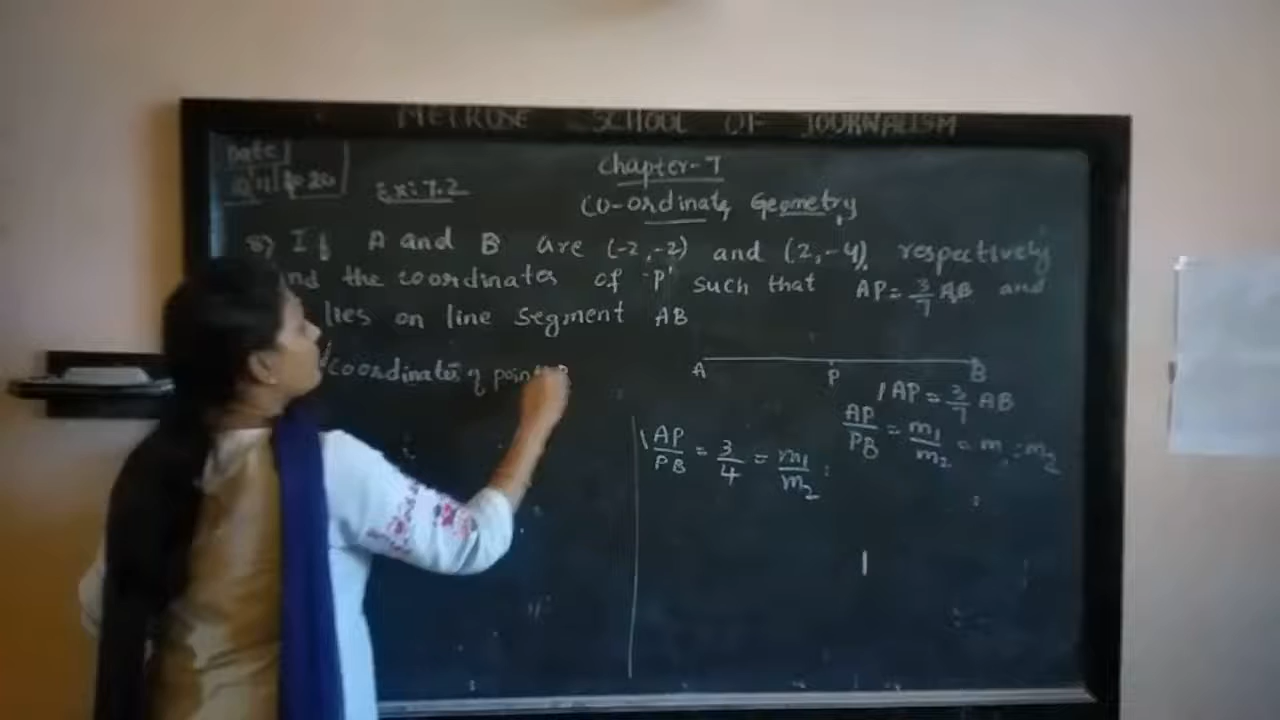 METROSE SCHOOL OF JOURNALISM
Date
Chapter-7
Ex: 7.2
Co-ordinate Geometry
8) If A and B are (-2,-2) and (2,-4), respectively
the coordinates of 'P' such that AP = 3/7 AB and
lies on line segment AB
A P B
Coordinates of point P
AP = 3/7 AB
AP/PB = m1/m2 = m1:m2
AP/PB = 3/4 = m1/m2